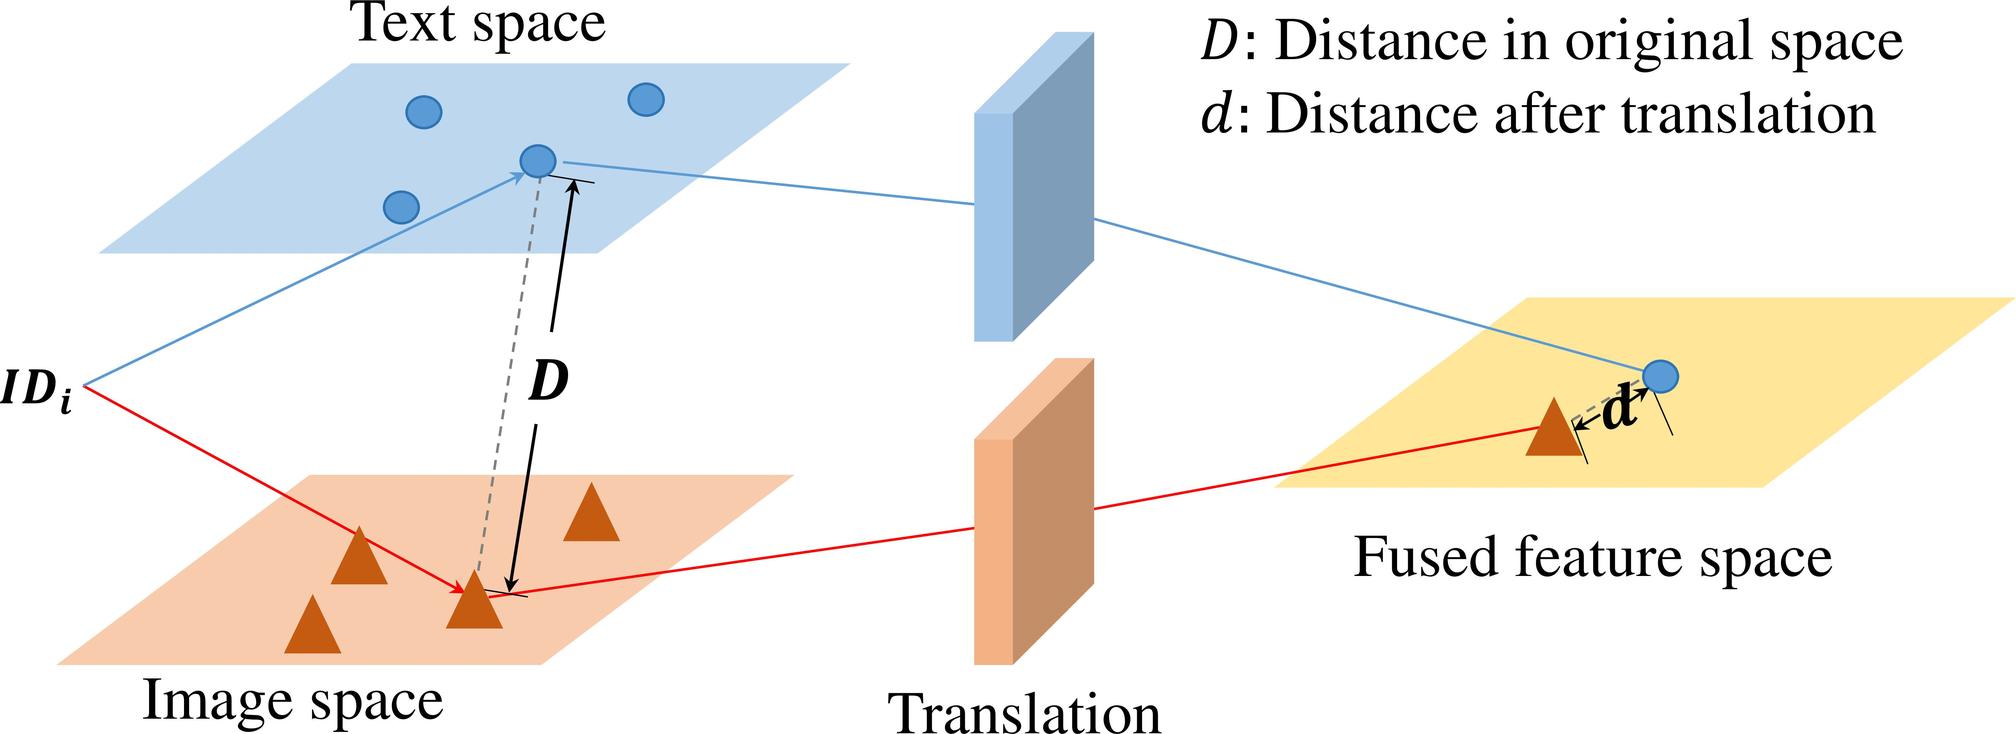 Text space
D: Distance in original space
d: Distance after translation
ID_i
D
d
Fused feature space
Image space
Translation